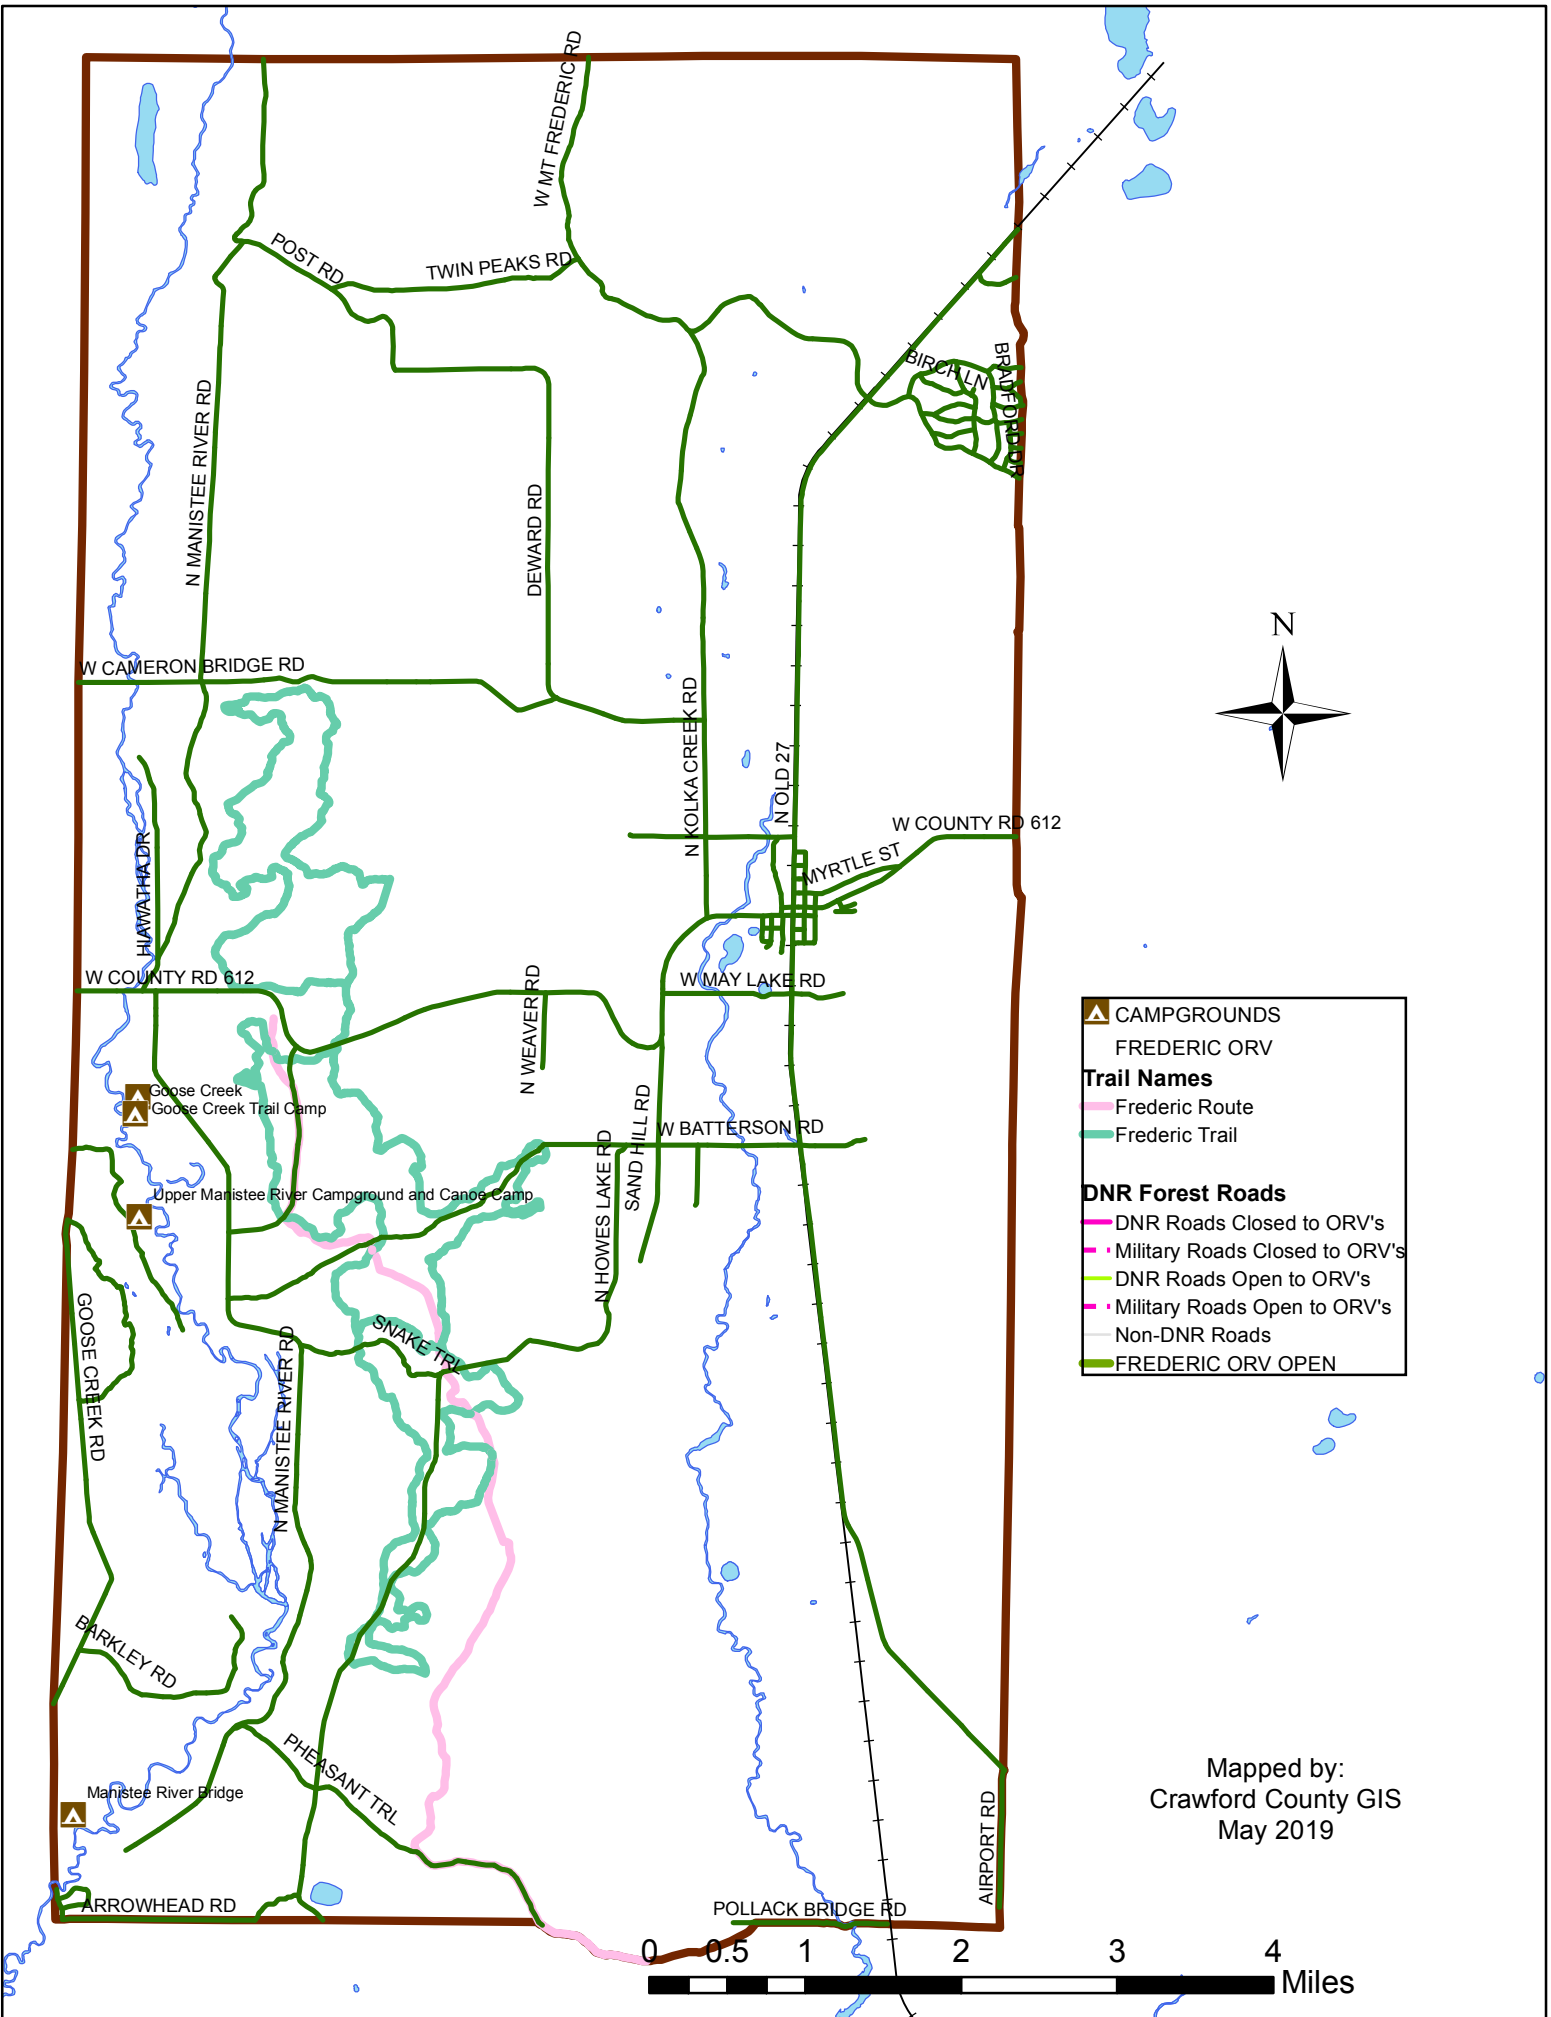 W MT FREDERIC RD
POST RD
TWIN PEAKS RD
BIRCH LN
BRADFORD DR
N MANISTEE RIVER RD
DEWARD RD
N
W CAMERON BRIDGE RD
N KOLKA CREEK RD
N OLD 27
W COUNTY RD 612
MYRTLE ST
HIAWATHA DR
W COUNTY RD 612
N WEAVER RD
W MAY LAKE RD
CAMPGROUNDS
FREDERIC ORV
Trail Names
Frederic Route
Frederic Trail
DNR Forest Roads
DNR Roads Closed to ORV's
Military Roads Closed to ORV's
DNR Roads Open to ORV's
Military Roads Open to ORV's
Non-DNR Roads
FREDERIC ORV OPEN
Goose Creek
Goose Creek Trail Camp
SAND HILL RD
W BATTERSON RD
N HOWES LAKE RD
Upper Manistee River Campground and Canoe Camp
GOOSE CREEK RD
SNAKE TRL
N MANISTEE RIVER RD
BARKLEY RD
PHEASANT TRL
Manistee River Bridge
Mapped by:
Crawford County GIS
May 2019
AIRPORT RD
ARROWHEAD RD
POLLACK BRIDGE RD
0 0.5 1 2 3 4
Miles